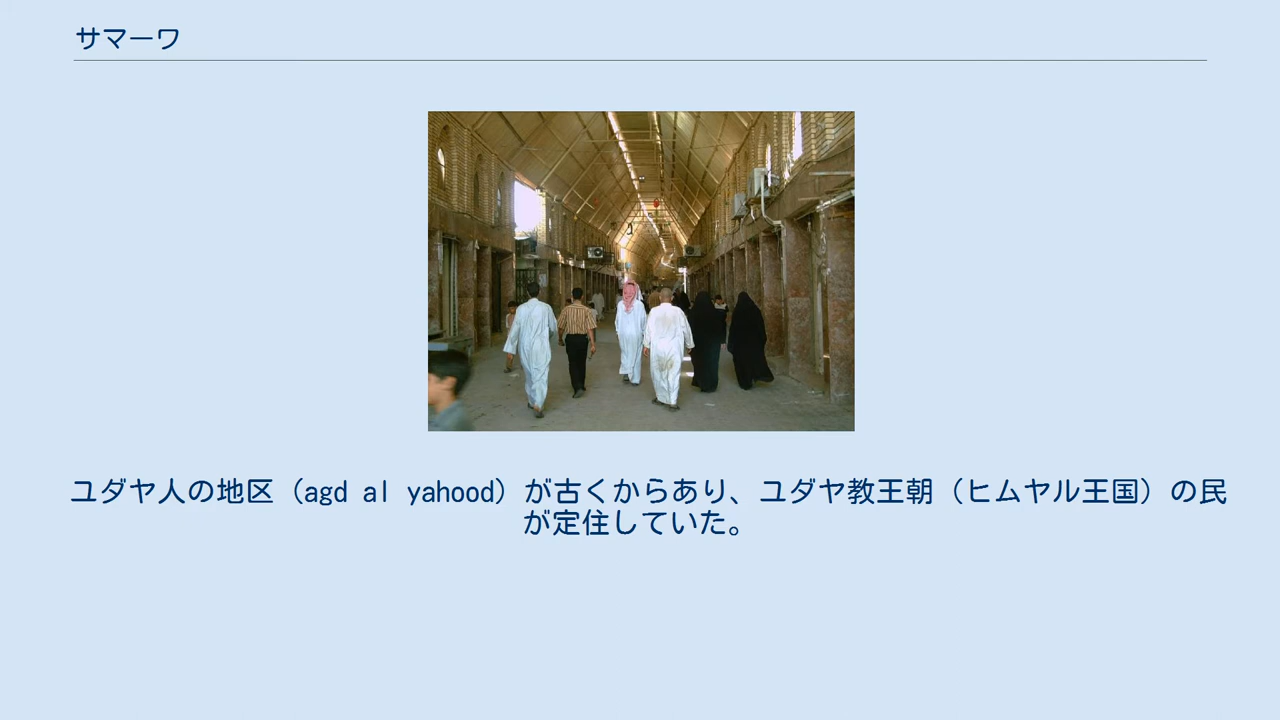 サマーワ
ユダヤ人の地区（agd al yahood）が古くからあり、ユダヤ教王朝（ヒムヤル王国）の民
が定住していた。